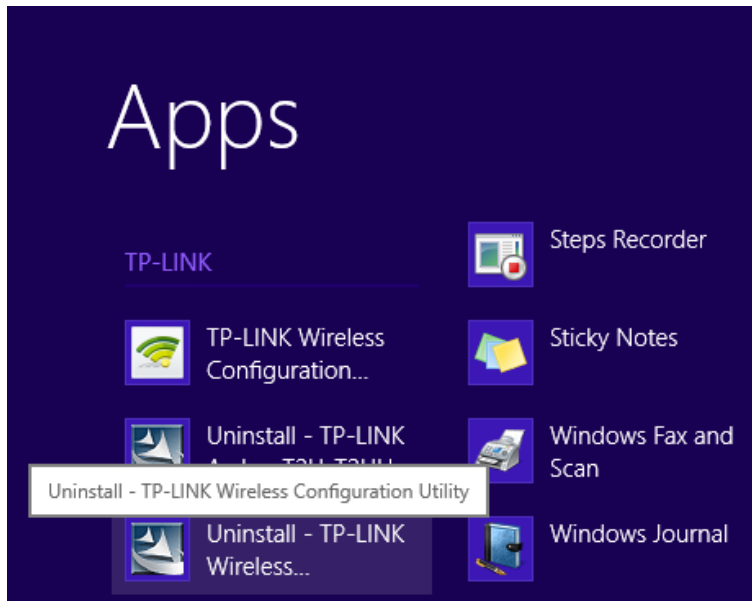 Apps
TP-LINK
TP-LINK Wireless
Configuration...
Uninstall - TP-LINK
Uninstall - TP-LINK Wireless Configuration Utility
Uninstall - TP-LINK
Wireless...
Steps Recorder
Sticky Notes
Windows Fax and
Scan
Windows Journal